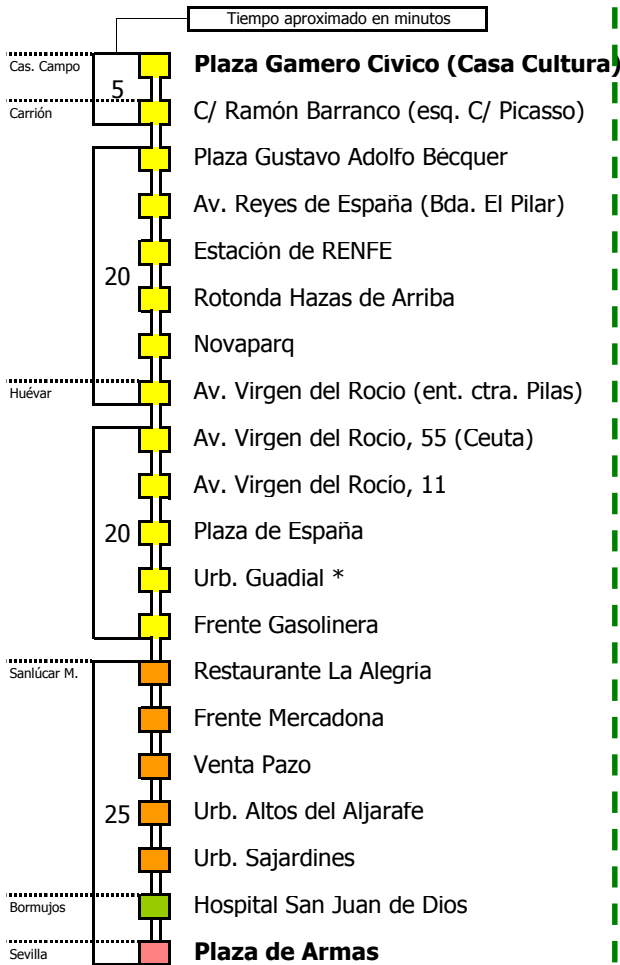 Tiempo aproximado en minutos
Cas. Campo
Plaza Gamero Cívico (Casa Cultura)
5
Carrión
C/ Ramón Barranco (esq. C/ Picasso)
Plaza Gustavo Adolfo Bécquer
Av. Reyes de España (Bda. El Pilar)
Estación de RENFE
20
Rotonda Hazas de Arriba
Novaparq
Huévar
Av. Virgen del Rocio (ent. ctra. Pilas)
Av. Virgen del Rocio, 55 (Ceuta)
Av. Virgen del Rocío, 11
20
Plaza de España
Urb. Guadial *
Frente Gasolinera
Sanlúcar M.
Restaurante La Alegria
Frente Mercadona
Venta Pazo
25
Urb. Altos del Aljarafe
Urb. Sajardines
Bormujos
Hospital San Juan de Dios
Sevilla
Plaza de Armas